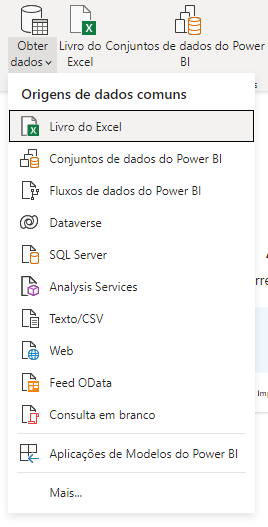 Obter dados
Livro do Excel
Conjuntos de dados do Power BI
Origens de dados comuns
Livro do Excel
Conjuntos de dados do Power BI
Fluxos de dados do Power BI
Dataverse
SQL Server
Analysis Services
Texto/CSV
Web
Feed OData
Consulta em branco
Aplicações de Modelos do Power BI
Mais...